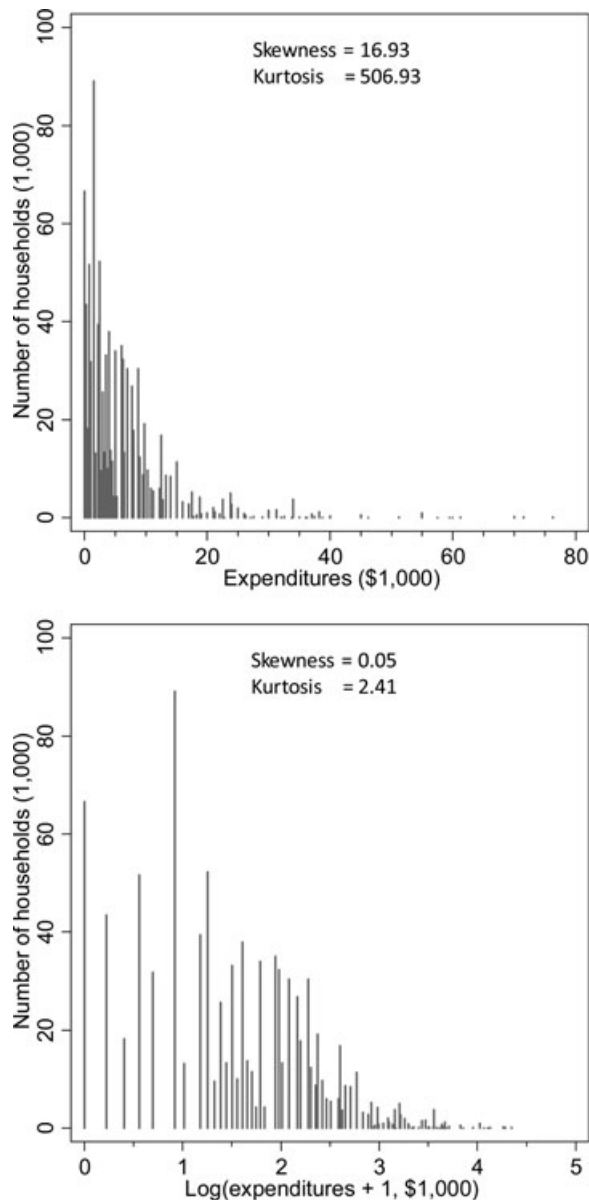 Skewness = 16.93
Kurtosis = 506.93
Number of households (1,000)
100
80
60
40
20
0
0 20 40 60 80
Expenditures ($1,000)
Skewness = 0.05
Kurtosis = 2.41
Number of households (1,000)
100
80
60
40
20
0
0 1 2 3 4 5
Log(expenditures + 1, $1,000)